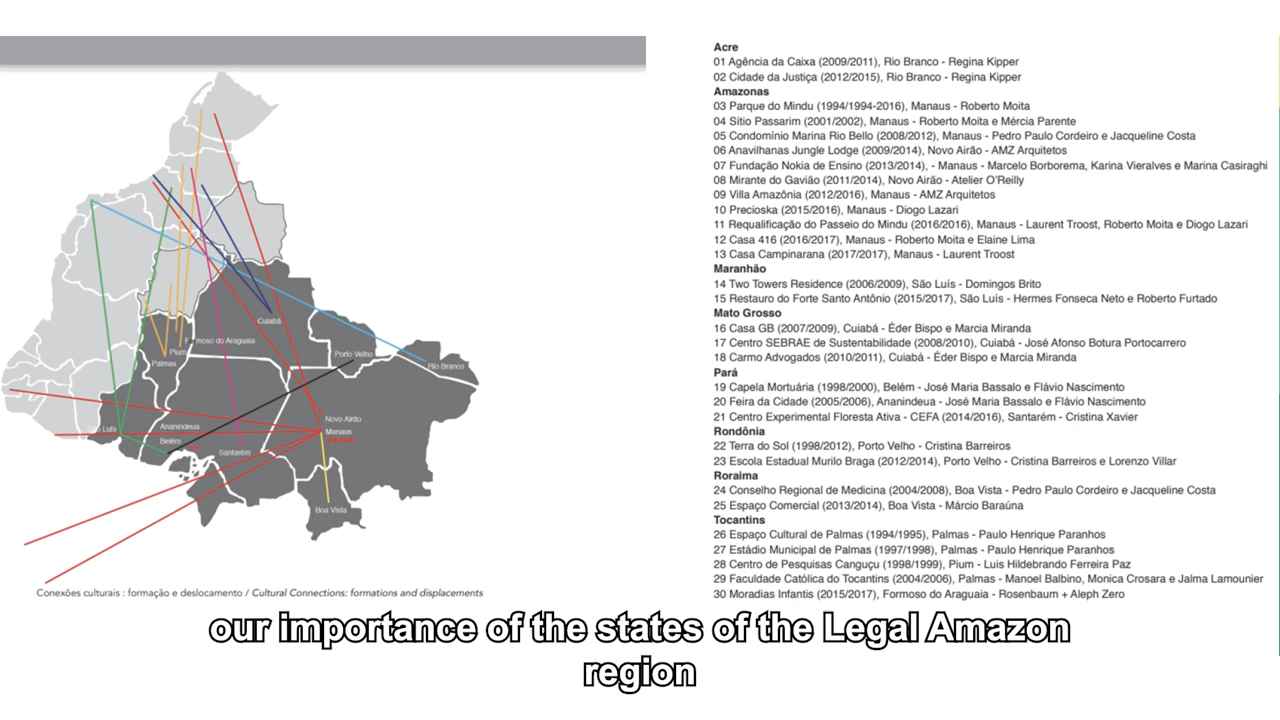 Cuiabá
Formoso do Araguaia
Pium
Palmas
Porto Velho
Rio Branco
Novo Airão
Manaus
São Luís
Ananindeua
Belém
Santarém
Boa Vista
Conexões culturais : formação e deslocamento / Cultural Connections: formations and displacements
Acre
01 Agência da Caixa (2009/2011), Rio Branco - Regina Kipper
02 Cidade da Justiça (2012/2015), Rio Branco - Regina Kipper
Amazonas
03 Parque do Mindu (1994/1994-2016), Manaus - Roberto Moita
04 Sítio Passarim (2001/2002), Manaus - Roberto Moita e Mércia Parente
05 Condomínio Marina Rio Bello (2008/2012), Manaus - Pedro Paulo Cordeiro e Jacqueline Costa
06 Anavilhanas Jungle Lodge (2009/2014), Novo Airão - AMZ Arquitetos
07 Fundação Nokia de Ensino (2013/2014), - Manaus - Marcelo Borborema, Karina Vieralves e Marina Casiraghi
08 Mirante do Gavião (2011/2014), Novo Airão - Atelier O'Reilly
09 Villa Amazônia (2012/2016), Manaus - AMZ Arquitetos
10 Precioska (2015/2016), Manaus - Diogo Lazari
11 Requalificação do Passeio do Mindu (2016/2016), Manaus - Laurent Troost, Roberto Moita e Diogo Lazari
12 Casa 416 (2016/2017), Manaus - Roberto Moita e Elaine Lima
13 Casa Campinarana (2017/2017), Manaus - Laurent Troost
Maranhão
14 Two Towers Residence (2006/2009), São Luís - Domingos Brito
15 Restauro do Forte Santo Antônio (2015/2017), São Luís - Hermes Fonseca Neto e Roberto Furtado
Mato Grosso
16 Casa GB (2007/2009), Cuiabá - Éder Bispo e Marcia Miranda
17 Centro SEBRAE de Sustentabilidade (2008/2010), Cuiabá - José Afonso Botura Portocarrero
18 Carmo Advogados (2010/2011), Cuiabá - Éder Bispo e Marcia Miranda
Pará
19 Capela Mortuária (1998/2000), Belém - José Maria Bassalo e Flávio Nascimento
20 Feira da Cidade (2005/2006), Ananindeua - José Maria Bassalo e Flávio Nascimento
21 Centro Experimental Floresta Ativa - CEFA (2014/2016), Santarém - Cristina Xavier
Rondônia
22 Terra do Sol (1998/2012), Porto Velho - Cristina Barreiros
23 Escola Estadual Murilo Braga (2012/2014), Porto Velho - Cristina Barreiros e Lorenzo Villar
Roraima
24 Conselho Regional de Medicina (2004/2008), Boa Vista - Pedro Paulo Cordeiro e Jacqueline Costa
25 Espaço Comercial (2013/2014), Boa Vista - Márcio Baraúna
Tocantins
26 Espaço Cultural de Palmas (1994/1995), Palmas - Paulo Henrique Paranhos
27 Estádio Municipal de Palmas (1997/1998), Palmas - Paulo Henrique Paranhos
28 Centro de Pesquisas Canguçu (1998/1999), Pium - Luis Hildebrando Ferreira Paz
29 Faculdade Católica do Tocantins (2004/2006), Palmas - Manoel Balbino, Monica Crosara e Jalma Lamounier
30 Moradias Infantis (2015/2017), Formoso do Araguaia - Rosenbaum + Aleph Zero
our importance of the states of the Legal Amazon
region